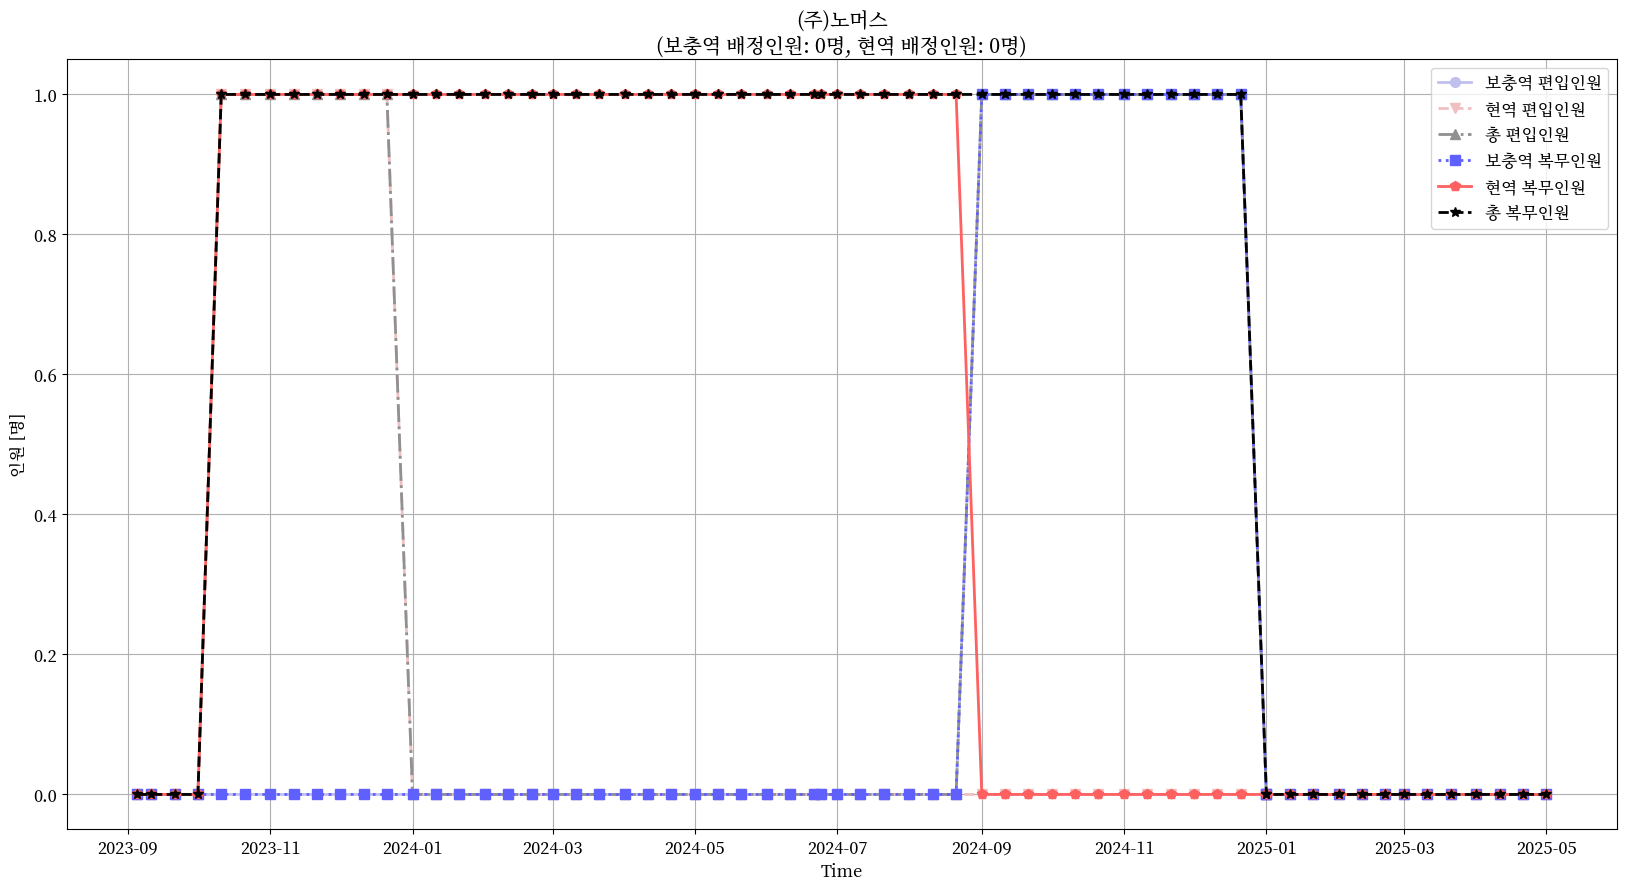 (주)노머스
(보충역 배정인원: 0명, 현역 배정인원: 0명)
보충역 편입인원
현역 편입인원
총 편입인원
보충역 복무인원
현역 복무인원
총 복무인원
인원 [명]
1.0
0.8
0.6
0.4
0.2
0.0
2023-09 2023-11 2024-01 2024-03 2024-05 2024-07 2024-09 2024-11 2025-01 2025-03 2025-05
Time